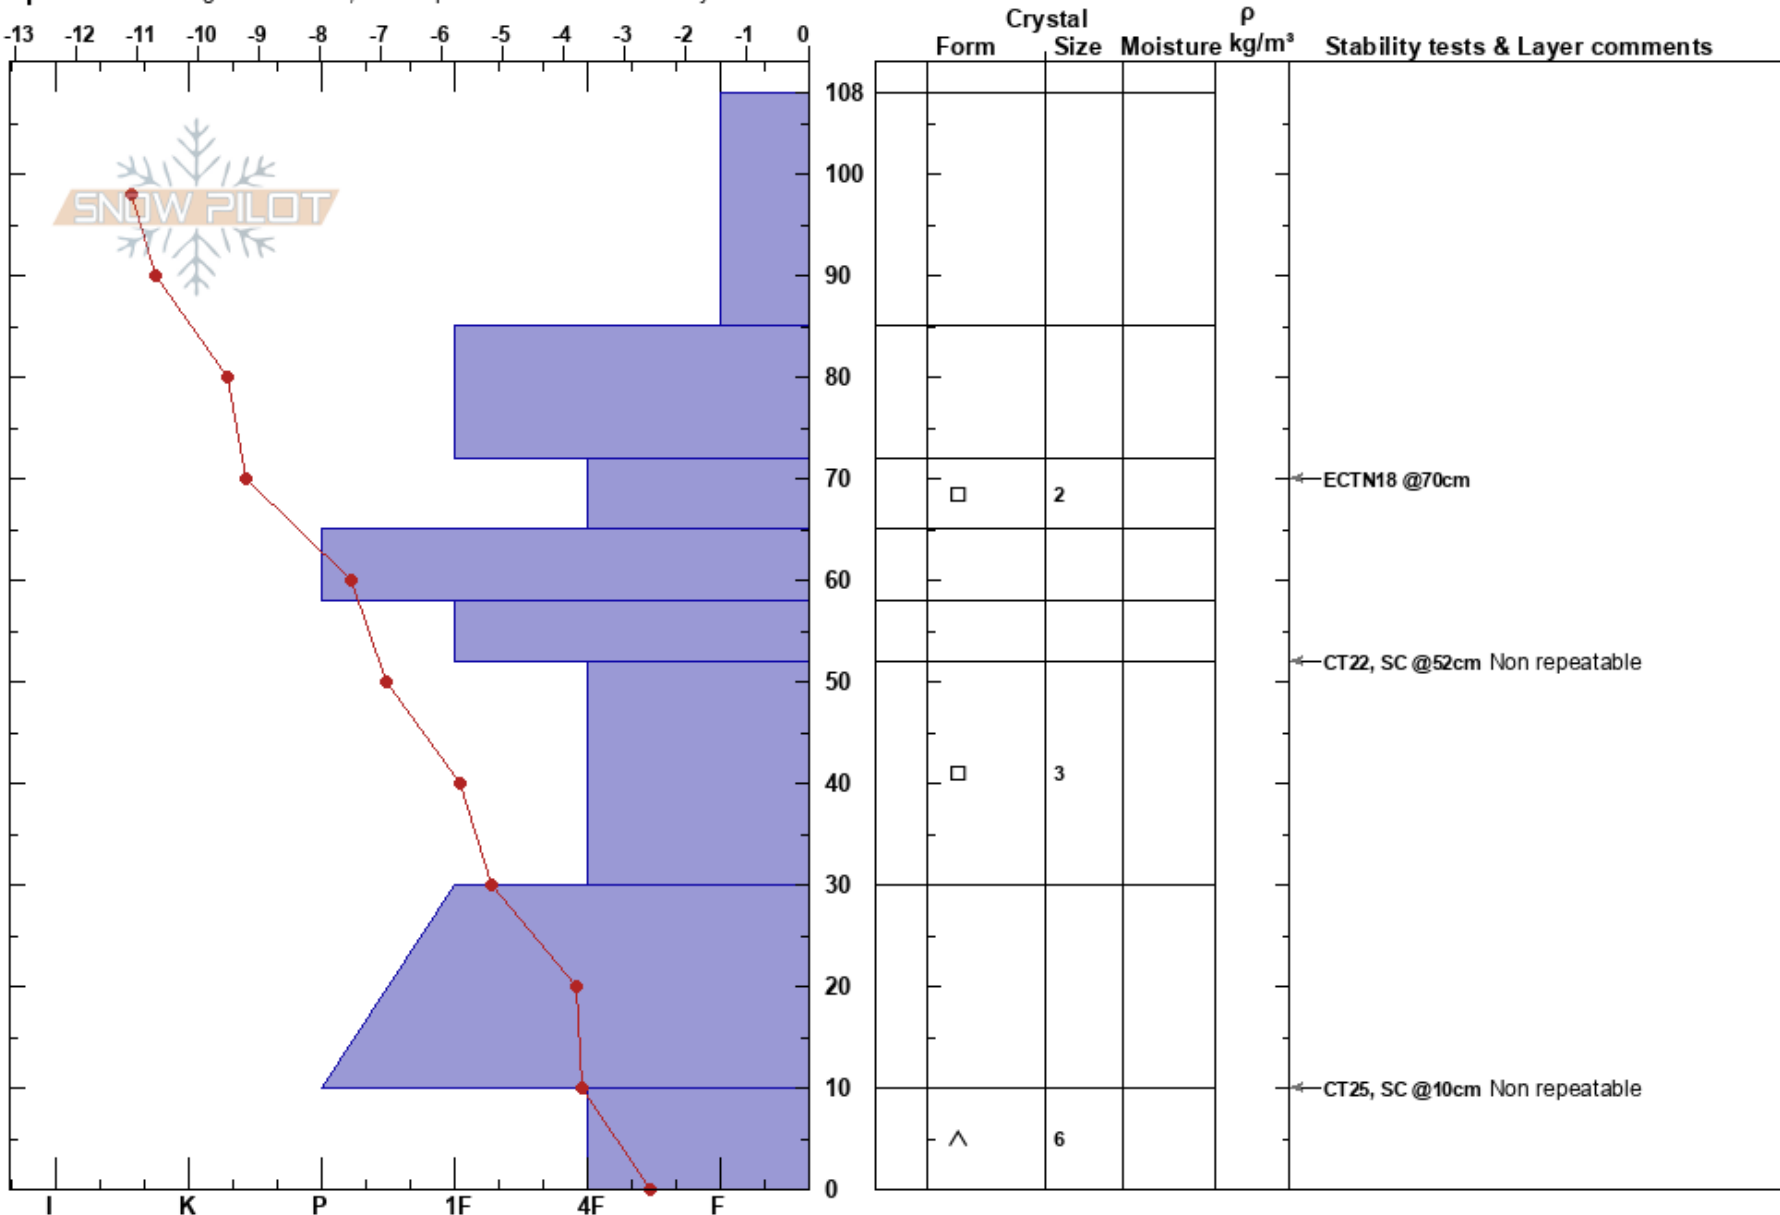 Crystal ρ
Form Size Moisture kg/m³ Stability tests & Layer comments
-13 -12 -11 -10 -9 -8 -7 -6 -5 -4 -3 -2 -1 0
108
100
SNOW PILOT
90
80
70 ECTN18 @70cm
2
60
CT22, SC @52cm Non repeatable
50
3
40
30
20
10 CT25, SC @10cm Non repeatable
6
0
I K P 1F 4F F